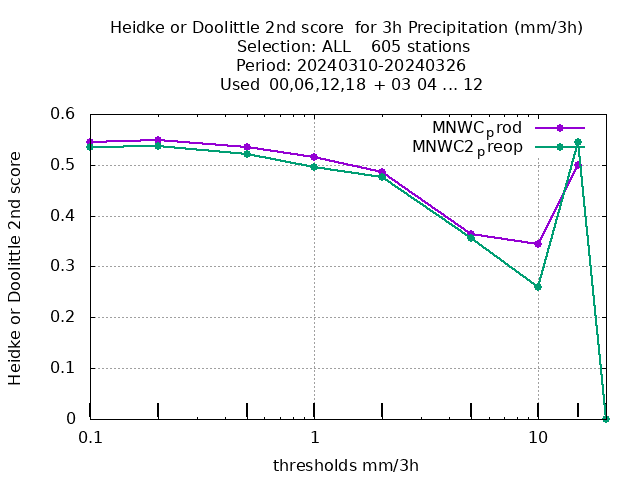 Heidke or Doolittle 2nd score  for 3h Precipitation (mm/3h)
Selection: ALL    605 stations
Period: 20240310-20240326
Used  00,06,12,18  + 03 04 ... 12
Heidke or Doolittle 2nd score
0.6
0.5
0.4
0.3
0.2
0.1
0
MNWCprod
MNWC2preop
0.1 1 10
thresholds mm/3h